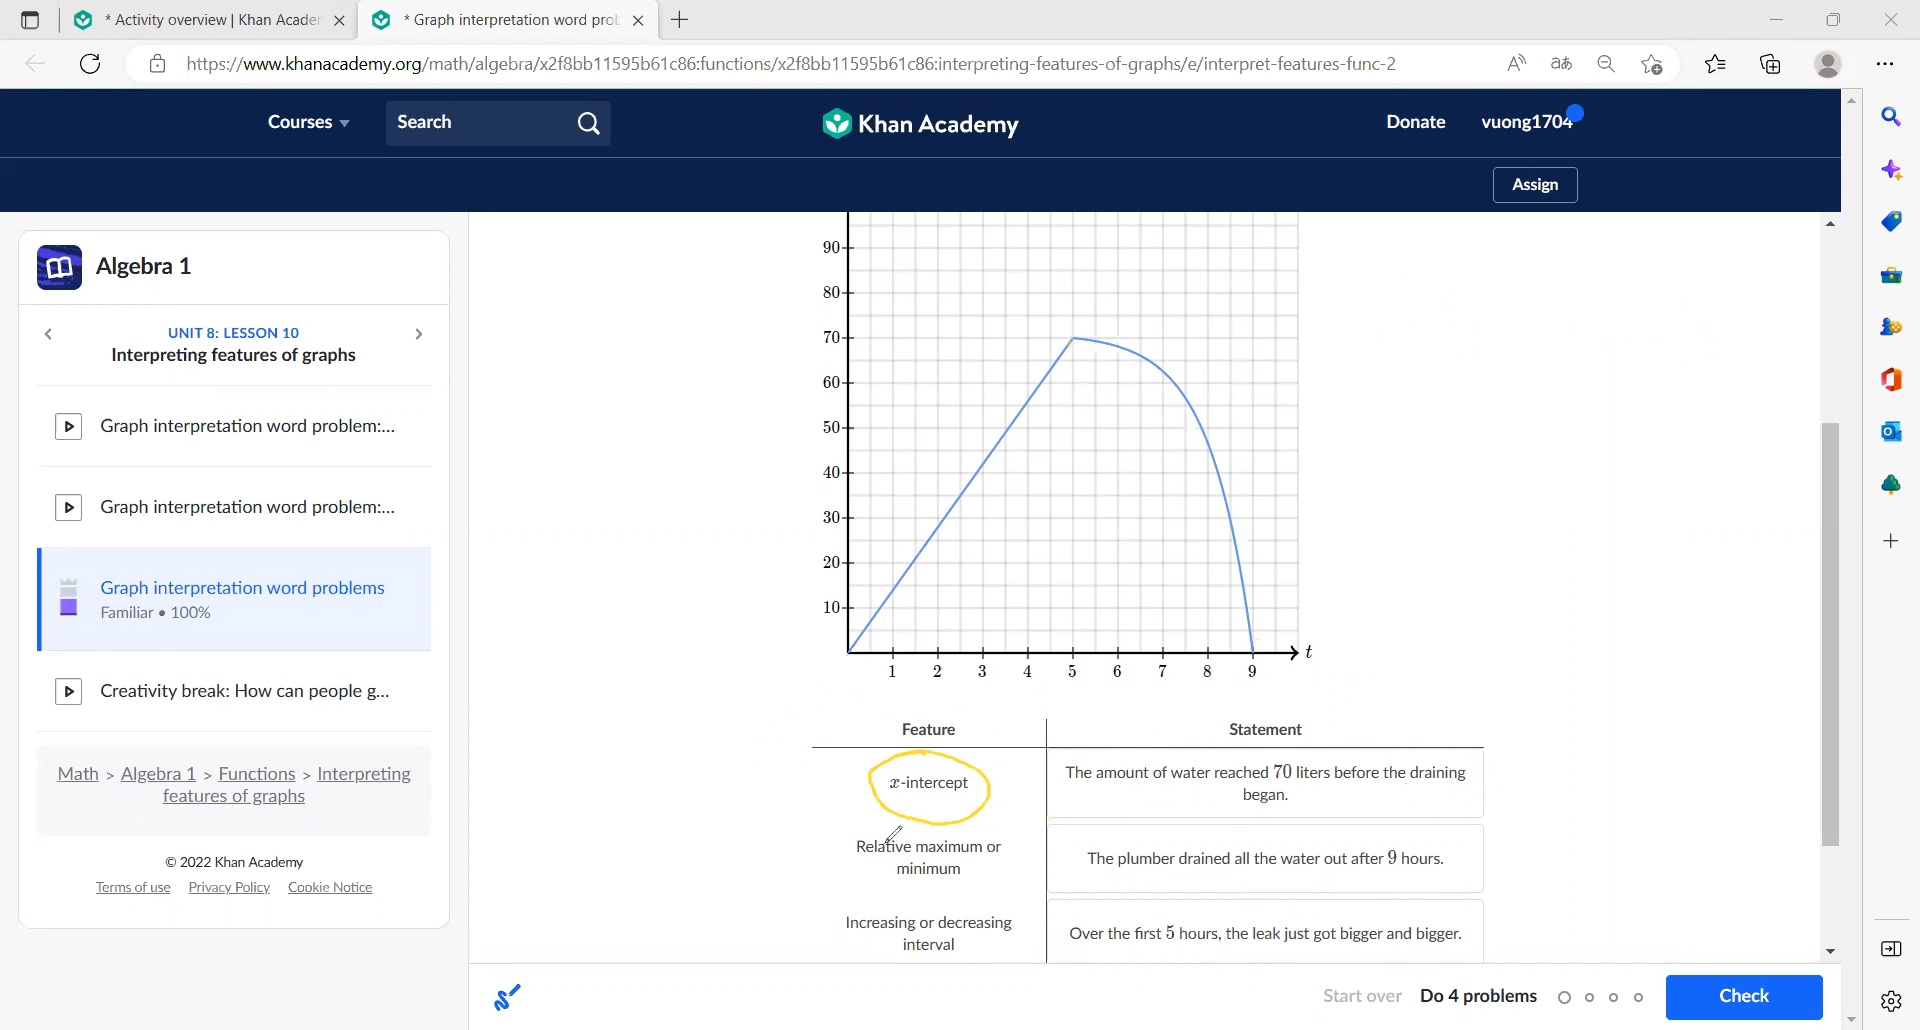 * Activity overview | Khan Acade
* Graph interpretation word prob
https://www.khanacademy.org/math/algebra/x2f8bb11595b61c86:functions/x2f8bb11595b61c86:interpreting-features-of-graphs/e/interpret-features-func-2
Courses
Search
Khan Academy
Donate
vuong1704
Assign
Algebra 1
UNIT 8: LESSON 10
Interpreting features of graphs
Graph interpretation word problem:...
Graph interpretation word problem:...
Graph interpretation word problems
Familiar • 100%
Creativity break: How can people g...
Math > Algebra 1 > Functions > Interpreting
features of graphs
© 2022 Khan Academy
Terms of use Privacy Policy Cookie Notice
90
80
70
60
50
40
30
20
10
t
1 2 3 4 5 6 7 8 9
Feature Statement
x-intercept
The amount of water reached 70 liters before the draining
began.
Relative maximum or
minimum
The plumber drained all the water out after 9 hours.
Increasing or decreasing
interval
Over the first 5 hours, the leak just got bigger and bigger.
Start over Do 4 problems
Check